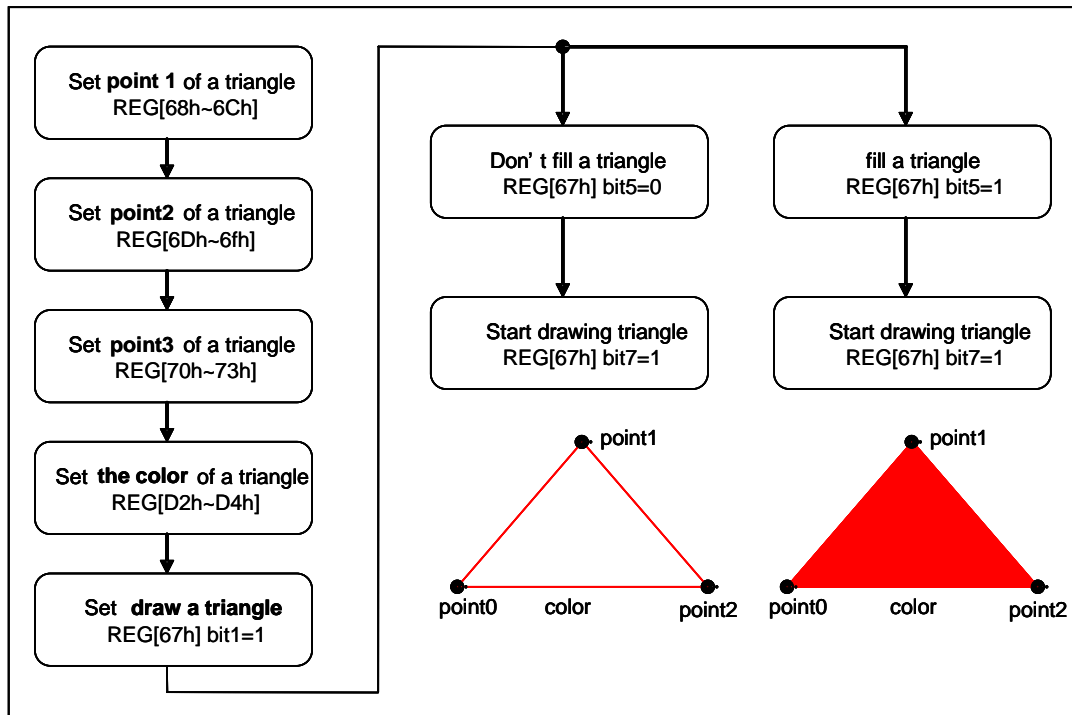 Set point 1 of a triangle
REG[68h~6Ch]
Set point2 of a triangle
REG[6Dh~6fh]
Set point3 of a triangle
REG[70h~73h]
Set the color of a triangle
REG[D2h~D4h]
Set draw a triangle
REG[67h] bit1=1
Don' t fill a triangle
REG[67h] bit5=0
Start drawing triangle
REG[67h] bit7=1
point1
point0 color point2
fill a triangle
REG[67h] bit5=1
Start drawing triangle
REG[67h] bit7=1
point1
point0 color point2